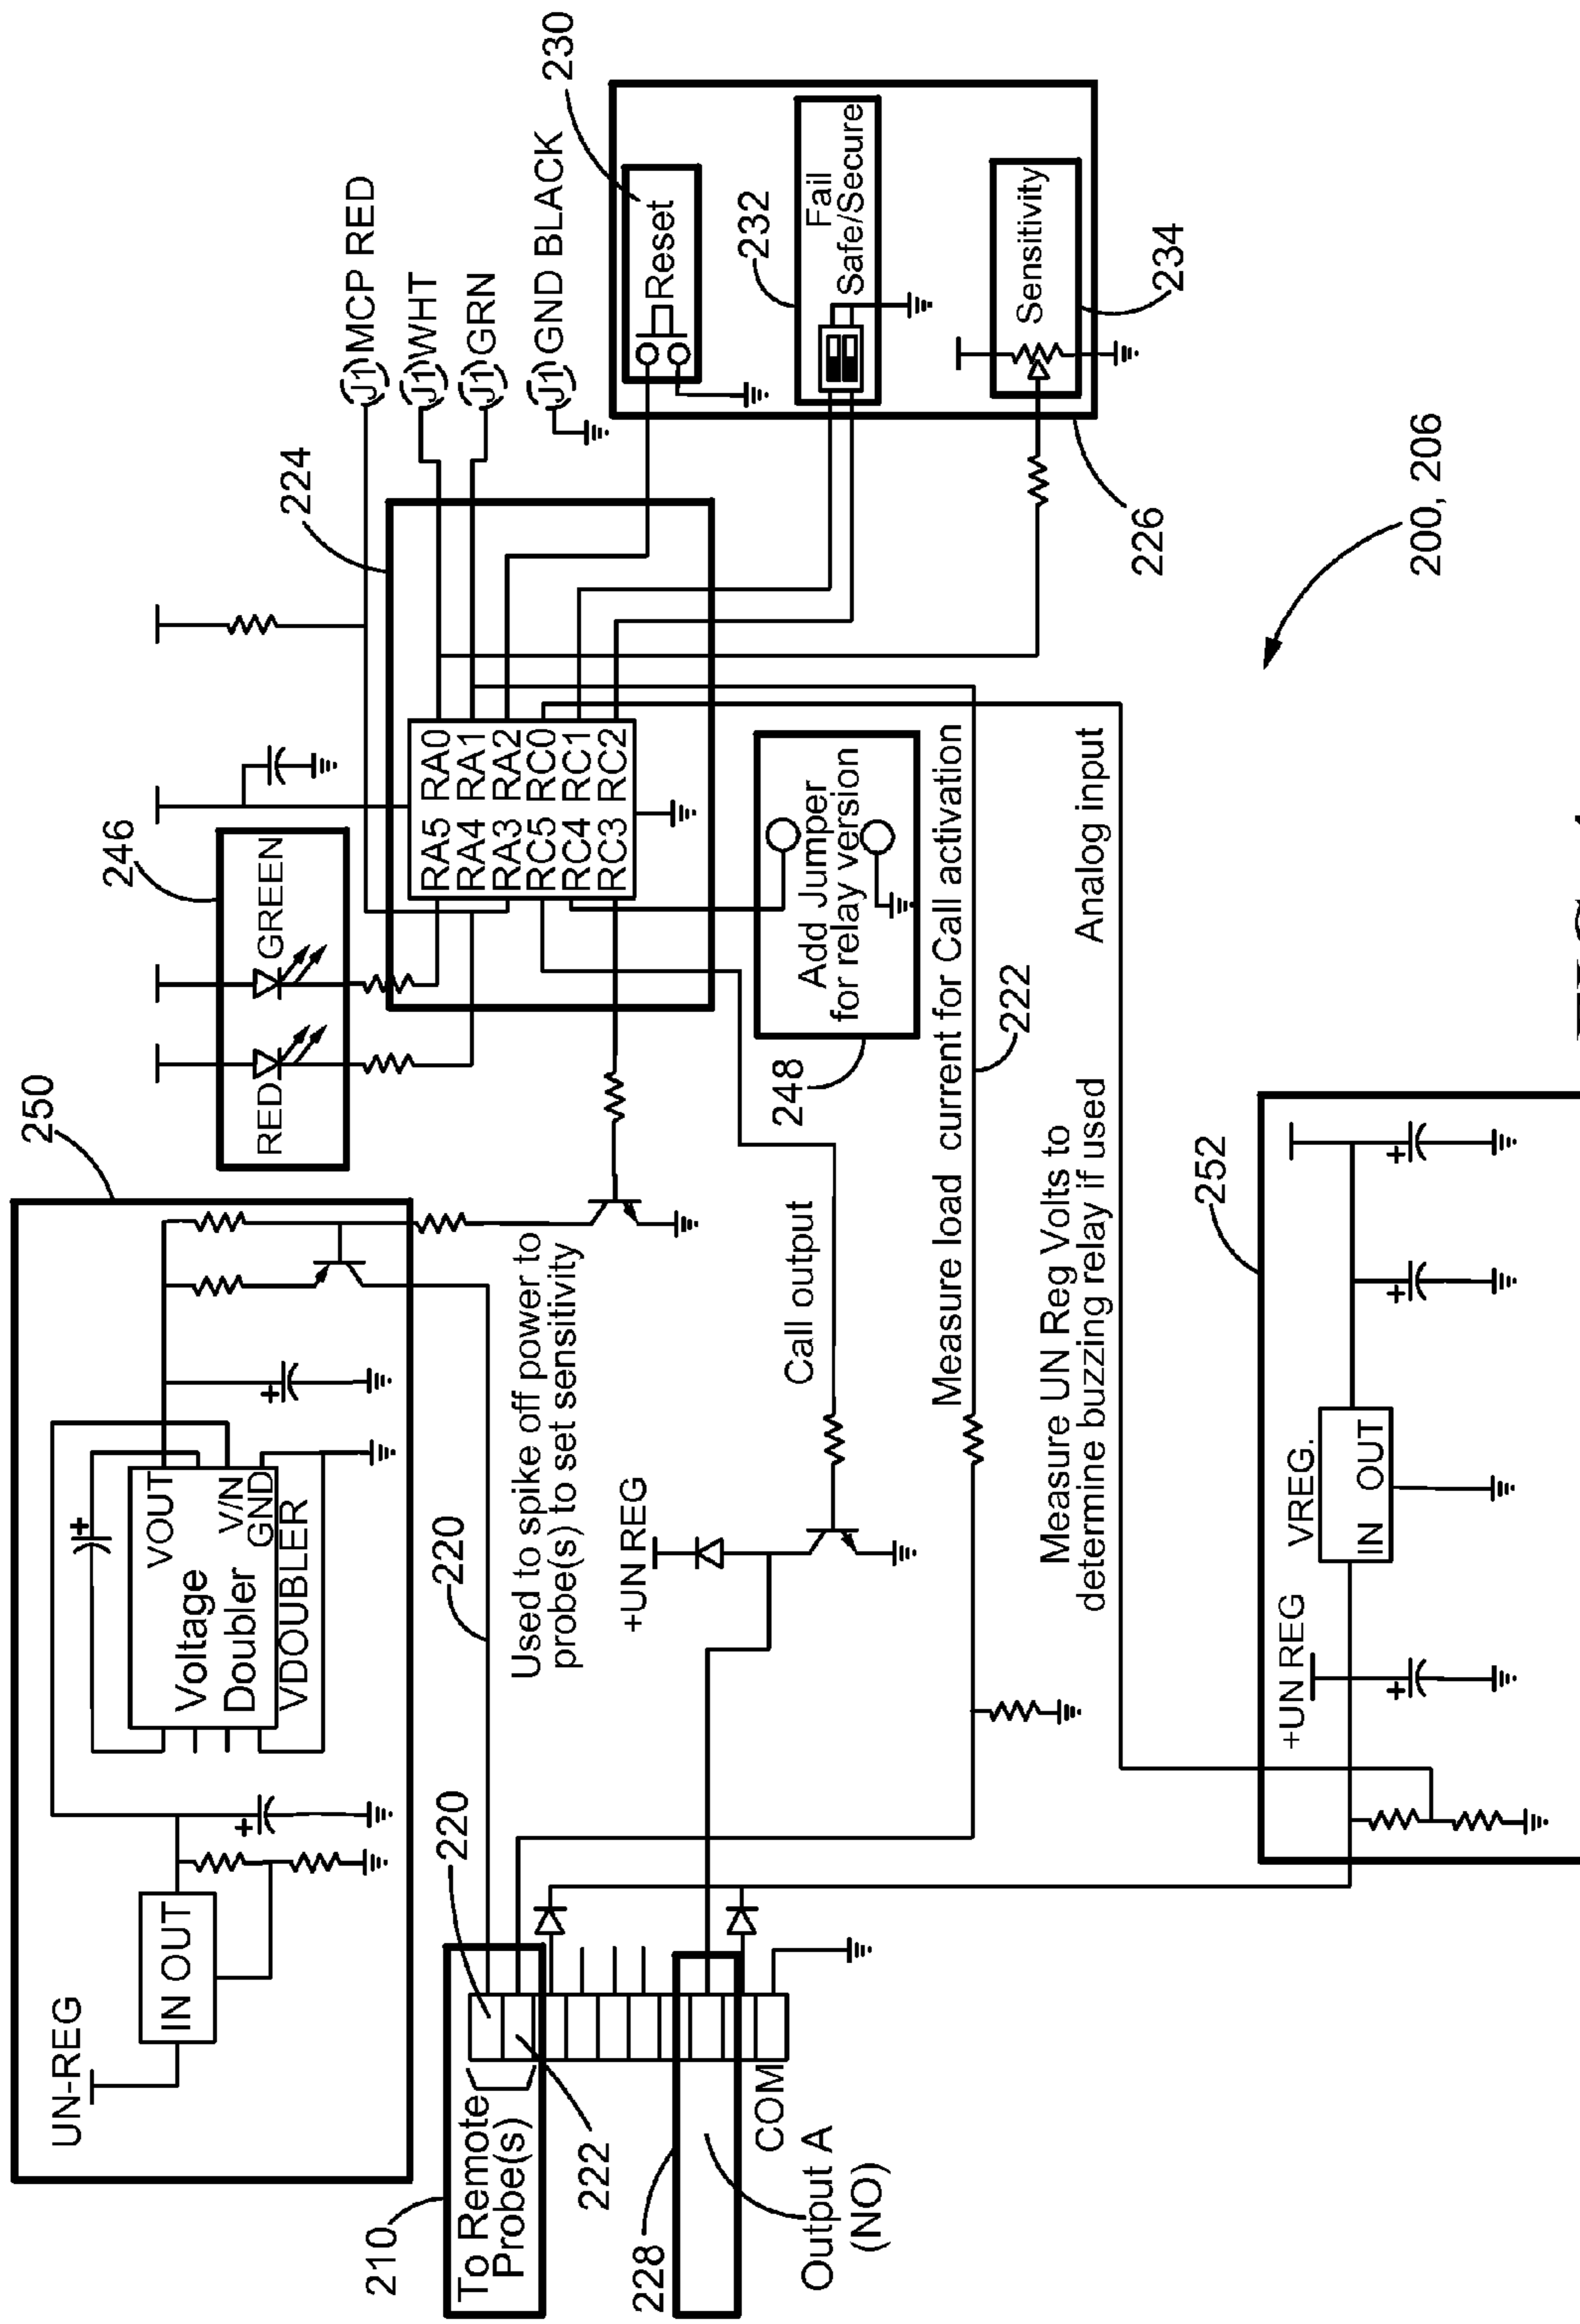 250
UN-REG
IN OUT
VOUT
Voltage
Doubler
V/N
GND
VDOUBLER
246
RED
GREEN
224
(J1)MCP RED
(J1)WHT
(J1)GRN
(J1)GND BLACK
RA5 RA0
RA4 RA1
RA3 RA2
RC5 RC0
RC4 RC1
RC3 RC2
230
Reset
232
Fail
Safe/Secure
Sensitivity
234
226
210
To Remote
Probe(s)
220
222
220
Used to spike off power to
probe(s) to set sensitivity
+UN REG
Call output
248
Add Jumper
for relay version
228
COM
Output A
(NO)
Measure load current for Call activation
222
Measure UN Reg Volts to
determine buzzing relay if used
Analog input
252
+UN REG
VREG.
IN OUT
200, 206